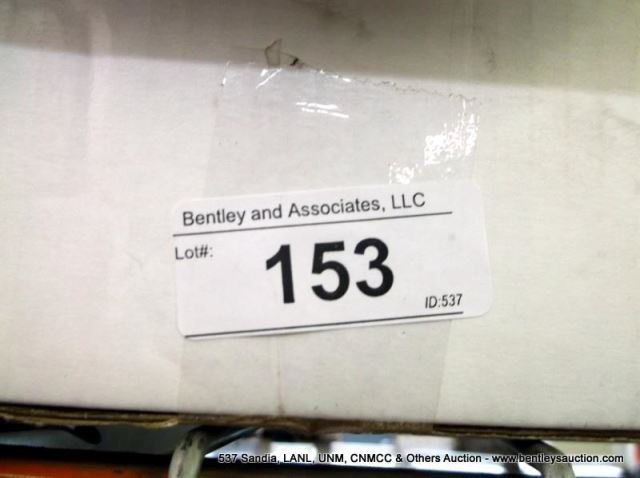 Bentley and Associates, LLC
Lot#:
153
ID:537
537 Sandia, LANL, UNM, CNMCC & Others Auction - www.bentleysauction.com